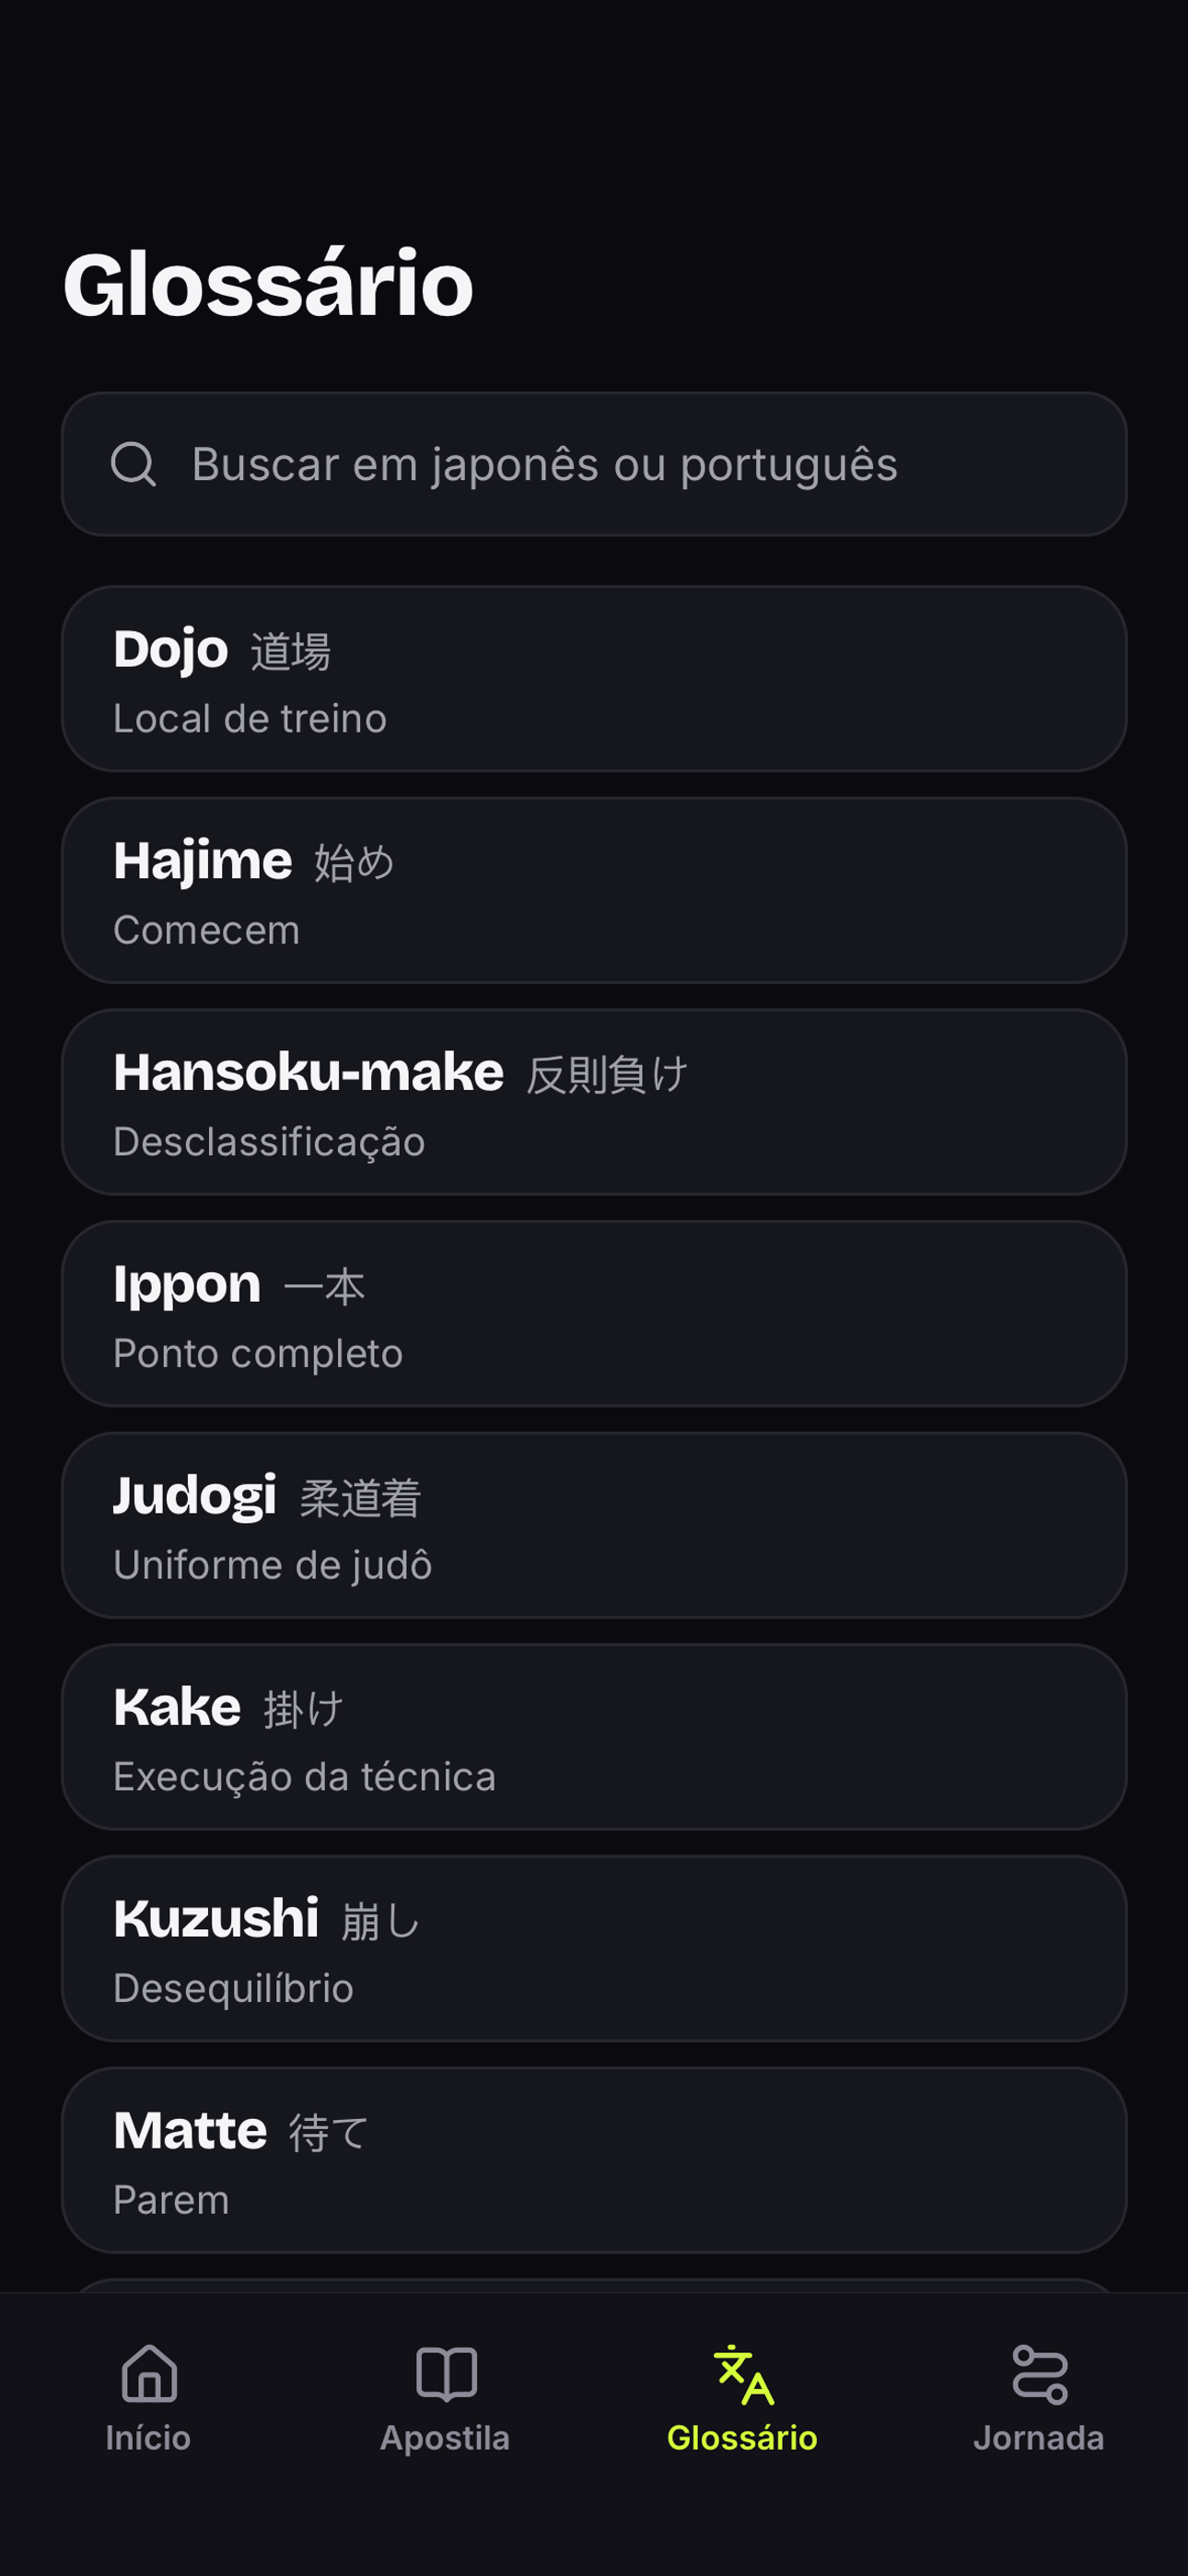 Glossário
Buscar em japonês ou português
Dojo 道場
Local de treino
Hajime 始め
Comecem
Hansoku-make 反則負け
Desclassificação
Ippon 一本
Ponto completo
Judogi 柔道着
Uniforme de judô
Kake 掛け
Execução da técnica
Kuzushi 崩し
Desequilíbrio
Matte 待て
Parem
Início
Apostila
Glossário
Jornada